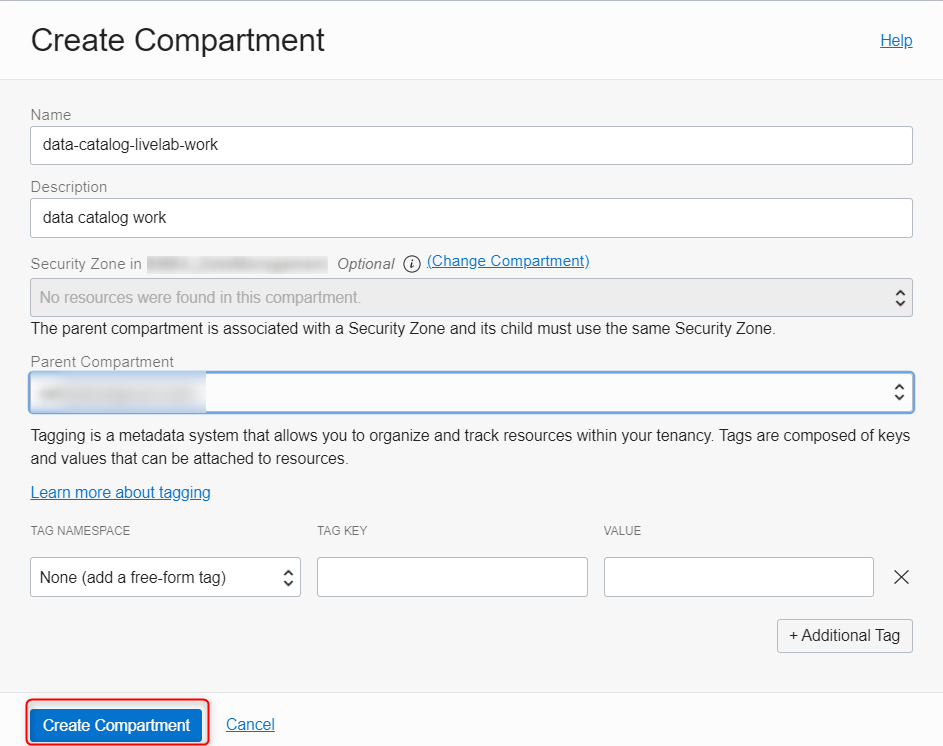 Create Compartment
Help
Name
data-catalog-livelab-work
Description
data catalog work
Security Zone in Optional (Change Compartment)
No resources were found in this compartment.
The parent compartment is associated with a Security Zone and its child must use the same Security Zone.
Parent Compartment
Tagging is a metadata system that allows you to organize and track resources within your tenancy. Tags are composed of keys
and values that can be attached to resources.
Learn more about tagging
TAG NAMESPACE TAG KEY VALUE
None (add a free-form tag)
+ Additional Tag
Create Compartment Cancel